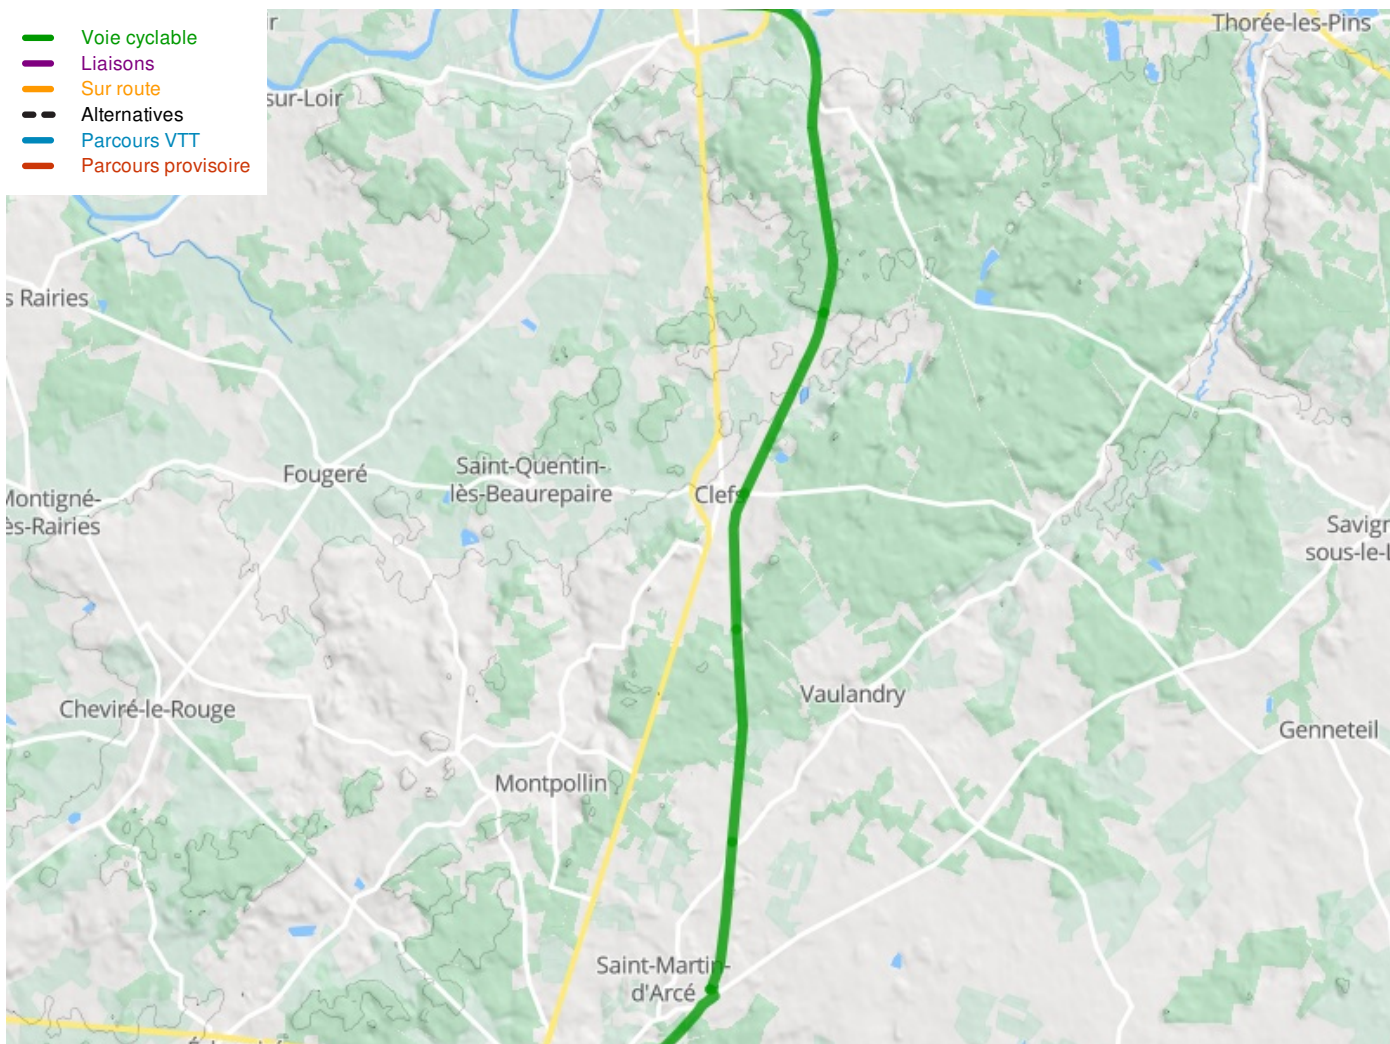 Voie cyclable
Liaisons
Sur route
Alternatives
Parcours VTT
Parcours provisoire
Thorée-les-Pins
sur-Loir
s Rairies
Fougeré
Saint-Quentin-
lès-Beaurepaire
Clefs
Montigné-
ès-Rairies
Savign
sous-le-L
Vaulandry
Cheviré-le-Rouge
Genneteil
Montpollin
Saint-Martin-
d'Arcé